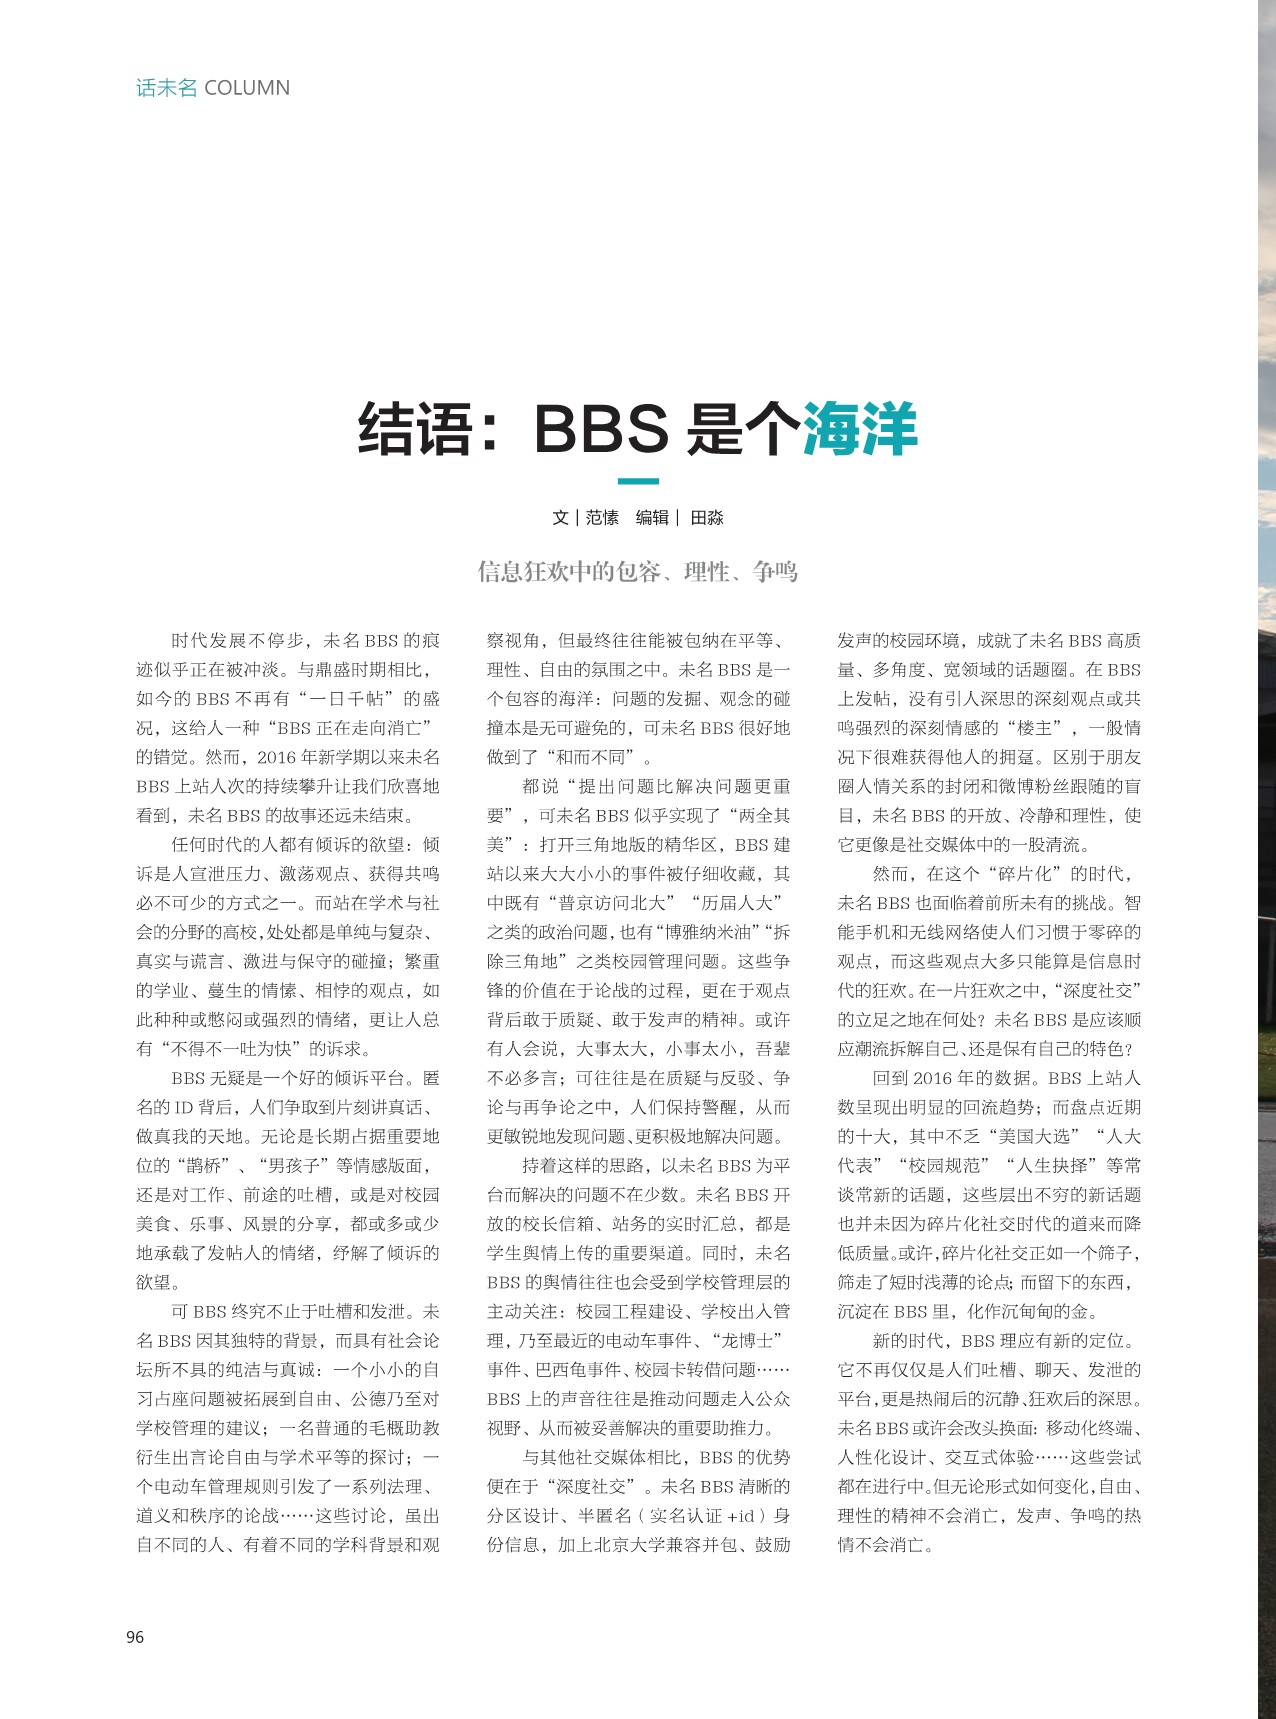 话未名 COLUMN
结语：BBS 是个海洋
文｜范愫 编辑｜ 田淼
信息狂欢中的包容、理性、争鸣
时代发展不停步，未名 BBS 的痕
迹似乎正在被冲淡。与鼎盛时期相比，
如今的 BBS 不再有“一日千帖”的盛
况，这给人一种“BBS 正在走向消亡”
的错觉。然而，2016 年新学期以来未名
BBS 上站人次的持续攀升让我们欣喜地
看到，未名 BBS 的故事还远未结束。
任何时代的人都有倾诉的欲望：倾
诉是人宣泄压力、激荡观点、获得共鸣
必不可少的方式之一。而站在学术与社
会的分野的高校，处处都是单纯与复杂、
真实与谎言、激进与保守的碰撞；繁重
的学业、蔓生的情愫、相悖的观点，如
此种种或憋闷或强烈的情绪，更让人总
有“不得不一吐为快”的诉求。
BBS 无疑是一个好的倾诉平台。匿
名的 ID 背后，人们争取到片刻讲真话、
做真我的天地。无论是长期占据重要地
位的“鹊桥”、“男孩子”等情感版面，
还是对工作、前途的吐槽，或是对校园
美食、乐事、风景的分享，都或多或少
地承载了发帖人的情绪，纾解了倾诉的
欲望。
可 BBS 终究不止于吐槽和发泄。未
名 BBS 因其独特的背景，而具有社会论
坛所不具的纯洁与真诚：一个小小的自
习占座问题被拓展到自由、公德乃至对
学校管理的建议；一名普通的毛概助教
衍生出言论自由与学术平等的探讨；一
个电动车管理规则引发了一系列法理、
道义和秩序的论战……这些讨论，虽出
自不同的人、有着不同的学科背景和观
察视角，但最终往往能被包纳在平等、
理性、自由的氛围之中。未名 BBS 是一
个包容的海洋：问题的发掘、观念的碰
撞本是无可避免的，可未名 BBS 很好地
做到了“和而不同”。
都说“提出问题比解决问题更重
要”，可未名 BBS 似乎实现了“两全其
美”：打开三角地版的精华区，BBS 建
站以来大大小小的事件被仔细收藏，其
中既有“普京访问北大”“历届人大”
之类的政治问题，也有“博雅纳米油”“拆
除三角地”之类校园管理问题。这些争
锋的价值在于论战的过程，更在于观点
背后敢于质疑、敢于发声的精神。或许
有人会说，大事太大，小事太小，吾辈
不必多言；可往往是在质疑与反驳、争
论与再争论之中，人们保持警醒，从而
更敏锐地发现问题、更积极地解决问题。
持着这样的思路，以未名 BBS 为平
台而解决的问题不在少数。未名 BBS 开
放的校长信箱、站务的实时汇总，都是
学生舆情上传的重要渠道。同时，未名
BBS 的舆情往往也会受到学校管理层的
主动关注：校园工程建设、学校出入管
理，乃至最近的电动车事件、“龙博士”
事件、巴西龟事件、校园卡转借问题……
BBS 上的声音往往是推动问题走入公众
视野、从而被妥善解决的重要助推力。
与其他社交媒体相比，BBS 的优势
便在于“深度社交”。未名 BBS 清晰的
分区设计、半匿名（实名认证 +id）身
份信息，加上北京大学兼容并包、鼓励
发声的校园环境，成就了未名 BBS 高质
量、多角度、宽领域的话题圈。在 BBS
上发帖，没有引人深思的深刻观点或共
鸣强烈的深刻情感的“楼主”，一般情
况下很难获得他人的拥趸。区别于朋友
圈人情关系的封闭和微博粉丝跟随的盲
目，未名 BBS 的开放、冷静和理性，使
它更像是社交媒体中的一股清流。
然而，在这个“碎片化”的时代，
未名 BBS 也面临着前所未有的挑战。智
能手机和无线网络使人们习惯于零碎的
观点，而这些观点大多只能算是信息时
代的狂欢。在一片狂欢之中，“深度社交”
的立足之地在何处？未名 BBS 是应该顺
应潮流拆解自己、还是保有自己的特色？
回到 2016 年的数据。BBS 上站人
数呈现出明显的回流趋势；而盘点近期
的十大，其中不乏“美国大选”“人大
代表”“校园规范”“人生抉择”等常
谈常新的话题，这些层出不穷的新话题
也并未因为碎片化社交时代的道来而降
低质量。或许，碎片化社交正如一个筛子，
筛走了短时浅薄的论点；而留下的东西，
沉淀在 BBS 里，化作沉甸甸的金。
新的时代，BBS 理应有新的定位。
它不再仅仅是人们吐槽、聊天、发泄的
平台，更是热闹后的沉静、狂欢后的深思。
未名 BBS 或许会改头换面：移动化终端、
人性化设计、交互式体验……这些尝试
都在进行中。但无论形式如何变化，自由、
理性的精神不会消亡，发声、争鸣的热
情不会消亡。
96